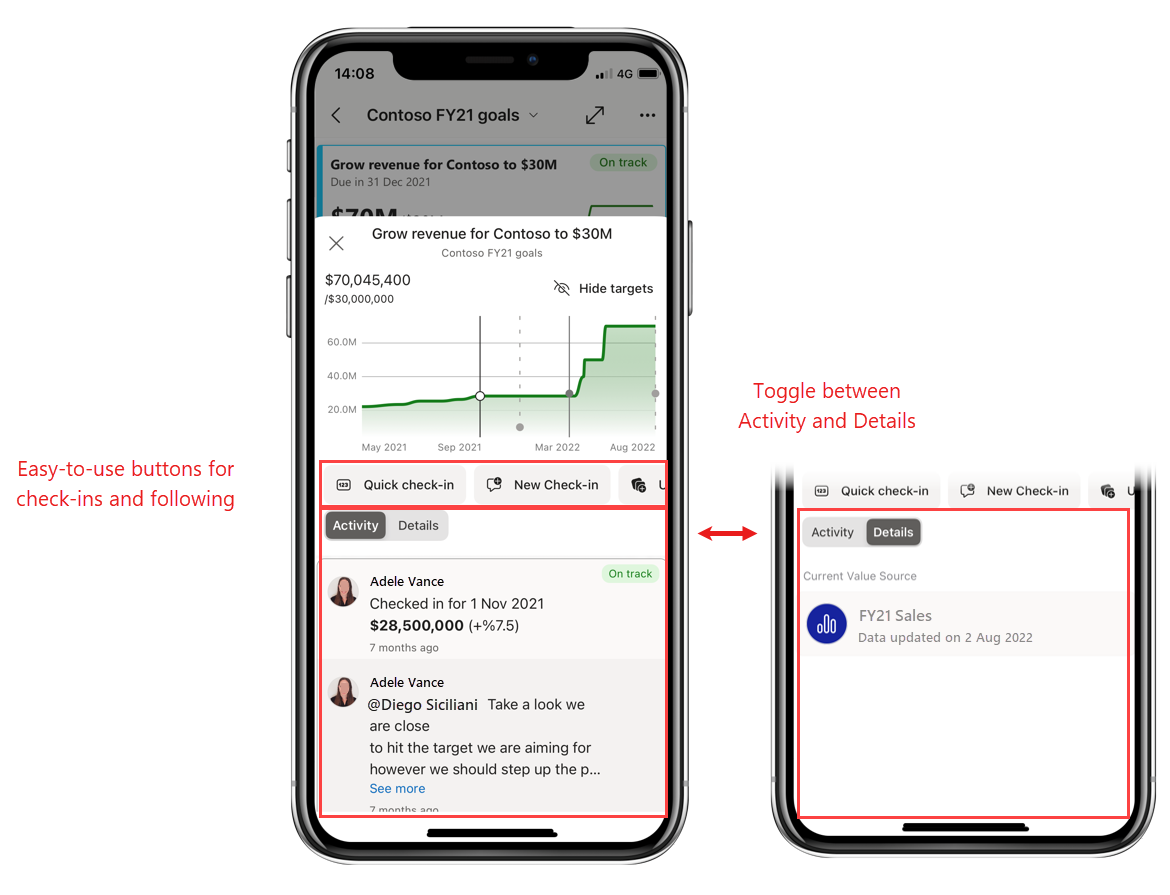 14:08
4G
Contoso FY21 goals
Grow revenue for Contoso to $30M
On track
Due in 31 Dec 2021
$70M
Grow revenue for Contoso to $30M
Contoso FY21 goals
$70,045,400
/$30,000,000
Hide targets
60.0M
40.0M
20.0M
May 2021
Sep 2021
Mar 2022
Aug 2022
Easy-to-use buttons for
check-ins and following
123
Quick check-in
New Check-in
U
Activity
Details
On track
Adele Vance
Checked in for 1 Nov 2021
$28,500,000 (+%7.5)
7 months ago
Adele Vance
@Diego Siciliani Take a look we
are close
to hit the target we are aiming for
however we should step up the p...
See more
7 months ago
Toggle between
Activity and Details
123
Quick check-in
New Check-in
U
Activity
Details
Current Value Source
FY21 Sales
Data updated on 2 Aug 2022